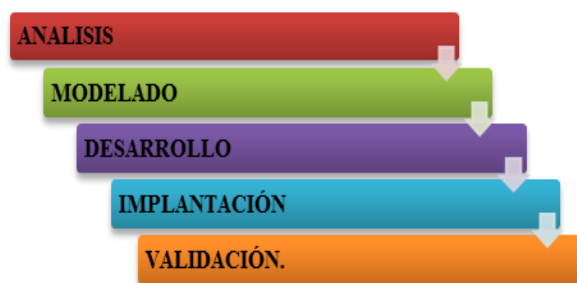 ANALISIS
MODELADO
DESARROLLO
IMPLANTACIÓN
VALIDACIÓN.